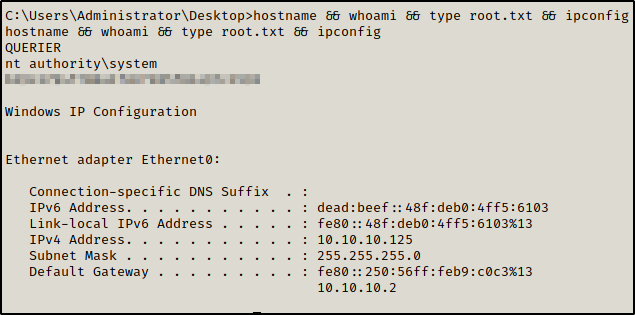 C:\Users\Administrator\Desktop>hostname && whoami && type root.txt && ipconfig
hostname && whoami && type root.txt && ipconfig
QUERIER
nt authority\system
Windows IP Configuration
Ethernet adapter Ethernet0:
Connection-specific DNS Suffix . :
IPv6 Address. . . . . . . . . . . : dead:beef::48f:deb0:4ff5:6103
Link-local IPv6 Address . . . . . : fe80::48f:deb0:4ff5:6103%13
IPv4 Address. . . . . . . . . . . : 10.10.10.125
Subnet Mask . . . . . . . . . . . : 255.255.255.0
Default Gateway . . . . . . . . . : fe80::250:56ff:feb9:c0c3%13
10.10.10.2